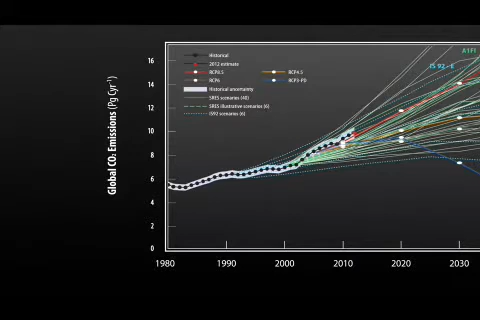 A1FI
IS 92 - E
Historical
2012 estimate
RCP8.5 RCP4.5
RCP6 RCP3-PD
Historical uncertainty
SRES scenarios (40)
SRES illustrative scenarios (6)
IS92 scenarios (6)
Global CO₂ Emissions (Pg C yr⁻¹)
16
14
12
10
8
6
4
2
0
1980 1990 2000 2010 2020 2030